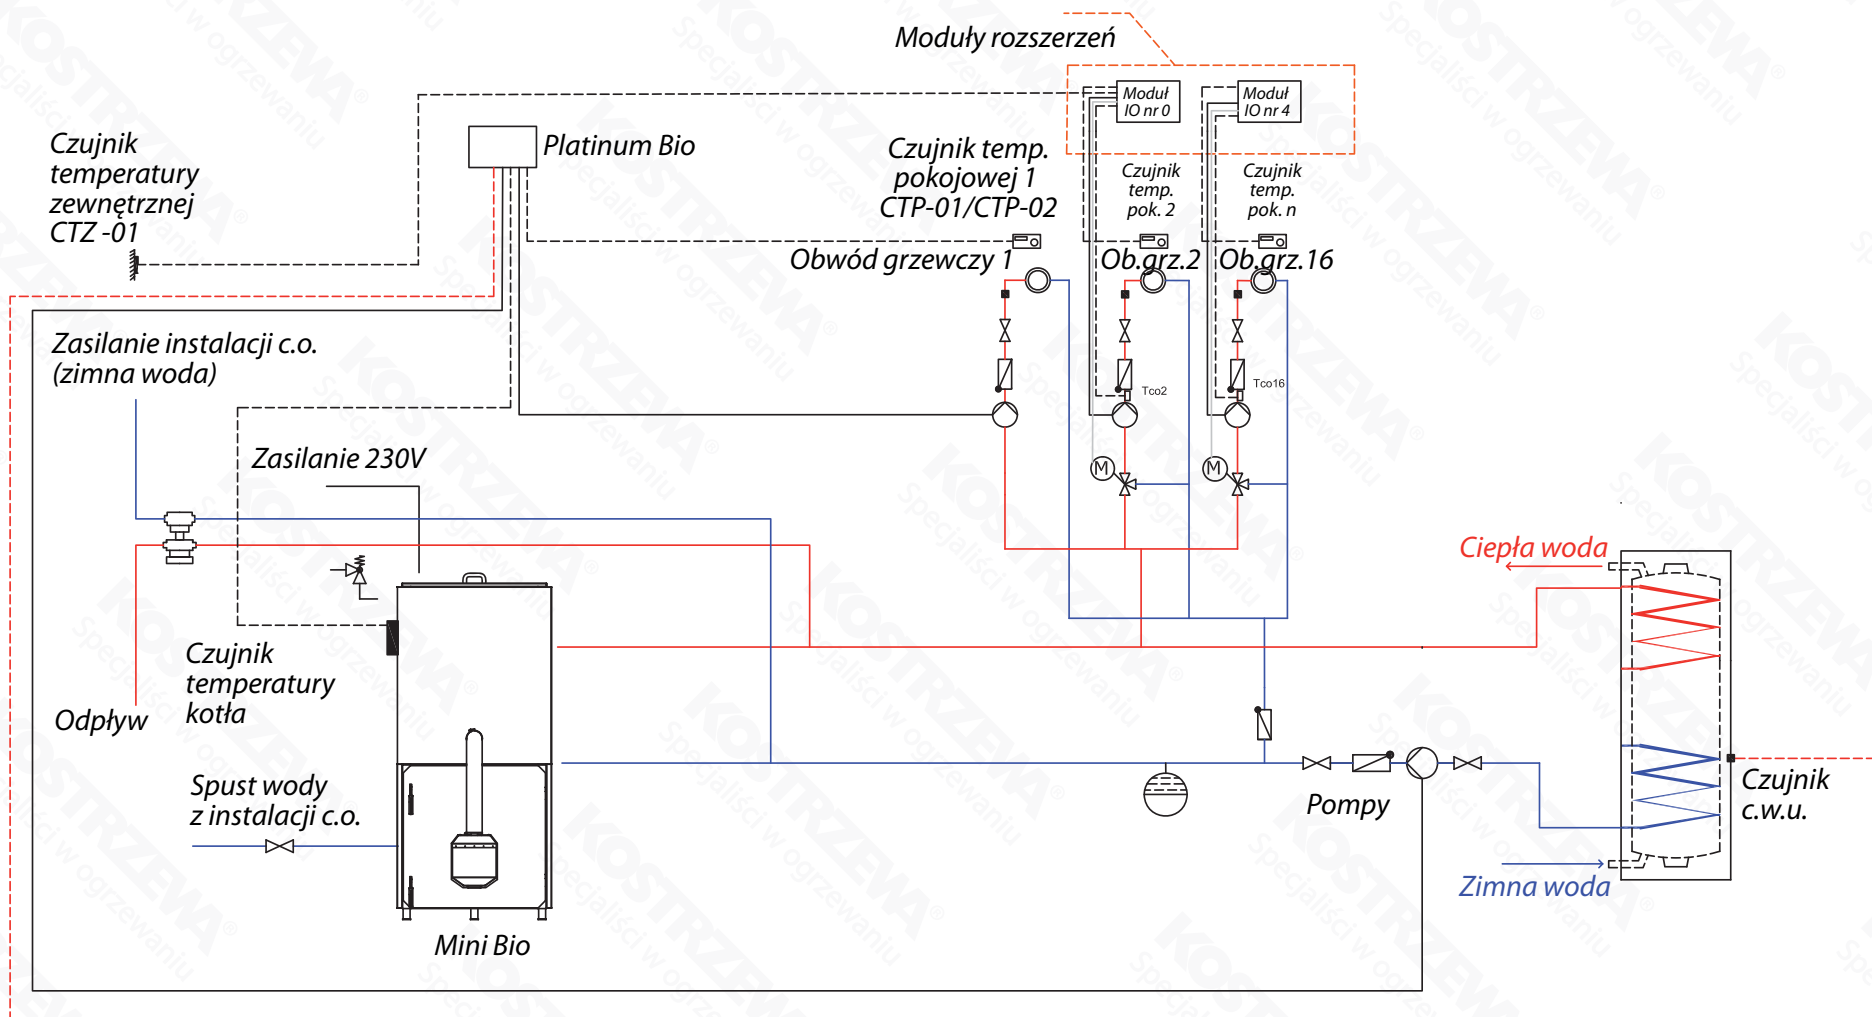 Moduły rozszerzeń
Moduł
IO nr 0
Moduł
IO nr 4
Czujnik
temperatury
zewnętrznej
CTZ -01
Platinum Bio
Czujnik temp.
pokojowej 1
CTP-01/CTP-02
Czujnik
temp.
pok. 2
Czujnik
temp.
pok. n
Obwód grzewczy 1
Ob.grz.2
Ob.grz.16
Zasilanie instalacji c.o.
(zimna woda)
Tco2
Tco16
Zasilanie 230V
M
M
Ciepła woda
Czujnik
temperatury
kotła
Odpływ
Spust wody
z instalacji c.o.
Pompy
Czujnik
c.w.u.
Zimna woda
Mini Bio
KOSTRZEWA®
Specjaliści w ogrzewaniu